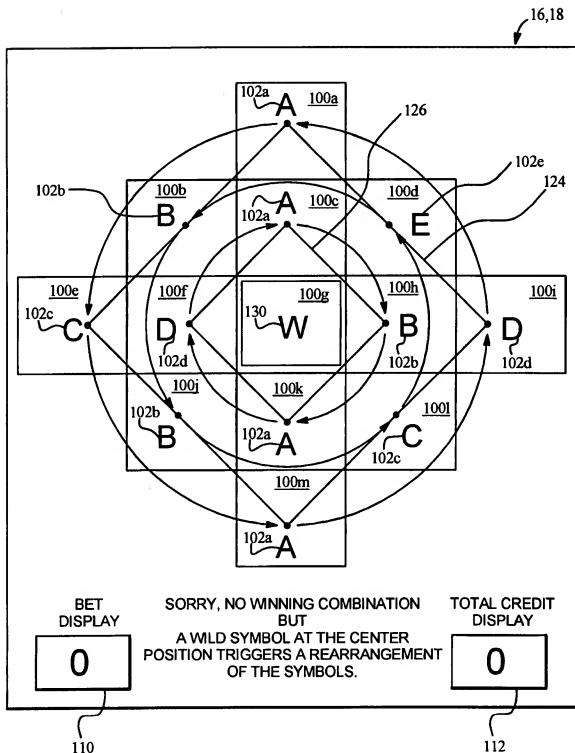 16,18
102a
A
100a
126
102b
100b
B
102a
A
100c
100d
102e
E
124
100e
C
102c
100f
D
102d
130
100g
W
100h
B
102b
100i
D
102d
100j
102b
B
100k
102a
A
100l
C
102c
100m
102a
A
BET
DISPLAY
0
110
SORRY, NO WINNING COMBINATION
BUT
A WILD SYMBOL AT THE CENTER
POSITION TRIGGERS A REARRANGEMENT
OF THE SYMBOLS.
TOTAL CREDIT
DISPLAY
0
112